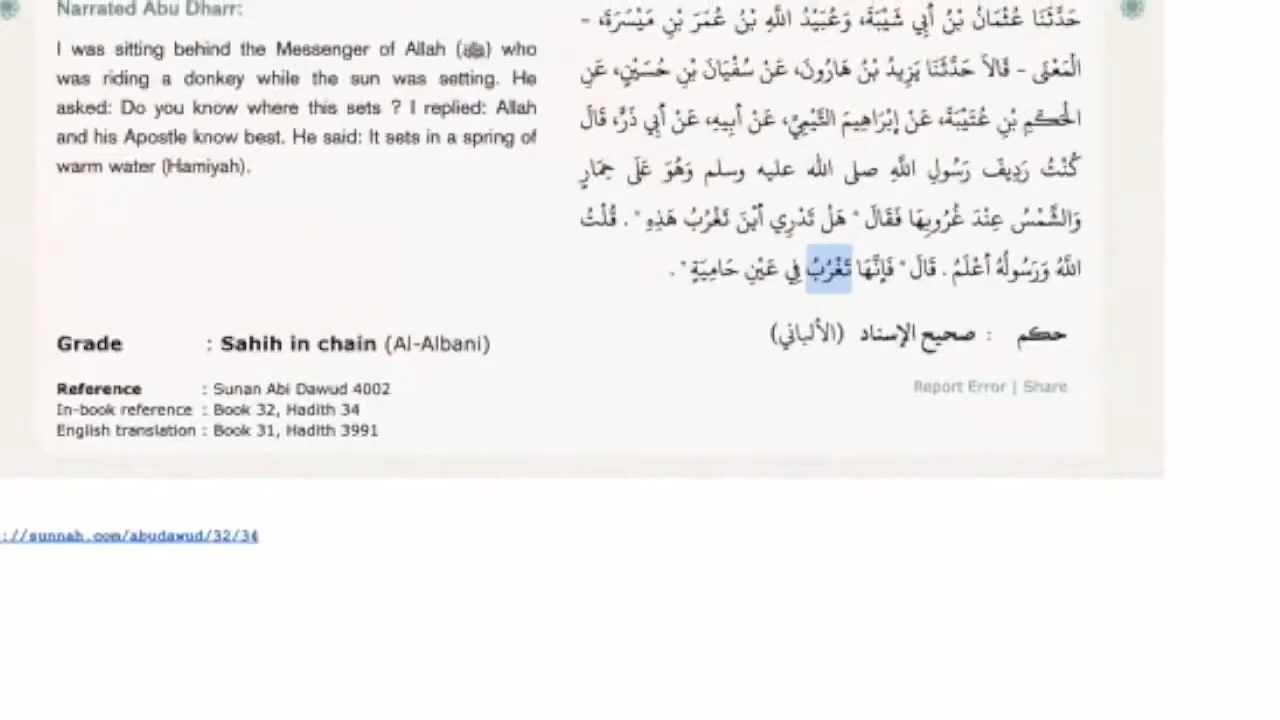 Narrated Abu Dharr:
I was sitting behind the Messenger of Allah (ﷺ) who
was riding a donkey while the sun was setting. He
asked: Do you know where this sets ? I replied: Allah
and his Apostle know best. He said: It sets in a spring of
warm water (Hamiyah).
حَدَّثَنَا عُثْمَانُ بْنُ أَبِي شَيْبَةَ، وَعُبَيْدُ اللَّهِ بْنُ عُمَرَ بْنِ مَيْسَرَةَ، -
الْمَعْنَى - قَالاَ حَدَّثَنَا يَزِيدُ بْنُ هَارُونَ، عَنْ سُفْيَانَ بْنِ حُسَيْنٍ، عَنِ
الْحَكَمِ بْنِ عُتَيْبَةَ، عَنْ إِبْرَاهِيمَ التَّيْمِيِّ، عَنْ أَبِيهِ، عَنْ أَبِي ذَرٍّ، قَالَ
كُنْتُ رَدِيفَ رَسُولِ اللَّهِ صلى الله عليه وسلم وَهُوَ عَلَى حِمَارٍ
وَالشَّمْسُ عِنْدَ غُرُوبِهَا فَقَالَ " هَلْ تَدْرِي أَيْنَ تَغْرُبُ هَذِهِ " . قُلْتُ
اللَّهُ وَرَسُولُهُ أَعْلَمُ . قَالَ " فَإِنَّهَا تَغْرُبُ فِي عَيْنِ حَامِيَةٍ " .
Grade : Sahih in chain (Al-Albani)
حكم : صحيح الإسناد (الألباني)
Reference : Sunan Abi Dawud 4002
In-book reference : Book 32, Hadith 34
English translation : Book 31, Hadith 3991
Report Error | Share
://sunnah.com/abudawud/32/34